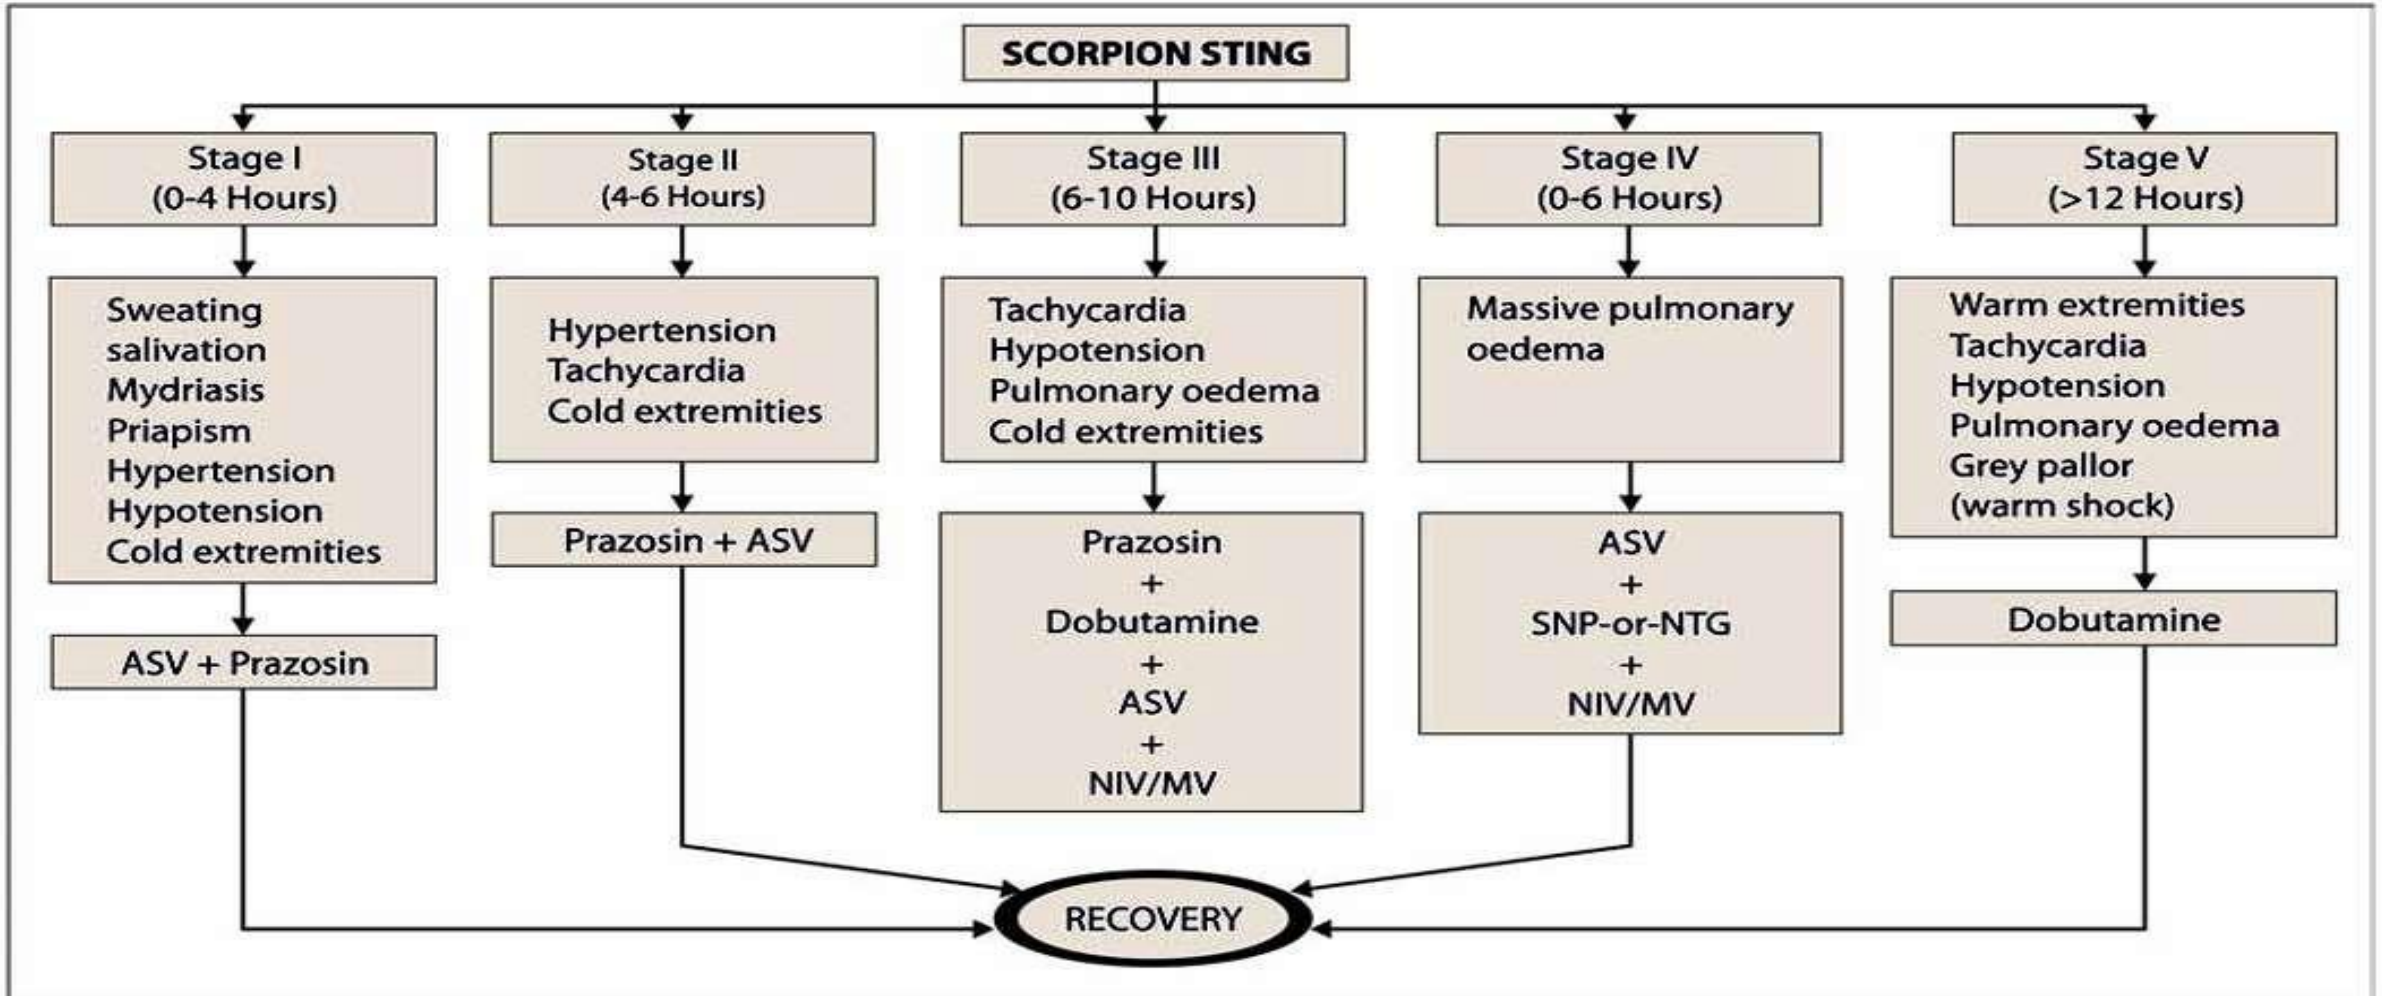 SCORPION STING
Stage I
(0-4 Hours)
Sweating
salivation
Mydriasis
Priapism
Hypertension
Hypotension
Cold extremities
ASV + Prazosin
Stage II
(4-6 Hours)
Hypertension
Tachycardia
Cold extremities
Prazosin + ASV
Stage III
(6-10 Hours)
Tachycardia
Hypotension
Pulmonary oedema
Cold extremities
Prazosin
+
Dobutamine
+
ASV
+
NIV/MV
Stage IV
(0-6 Hours)
Massive pulmonary
oedema
ASV
+
SNP-or-NTG
+
NIV/MV
Stage V
(>12 Hours)
Warm extremities
Tachycardia
Hypotension
Pulmonary oedema
Grey pallor
(warm shock)
Dobutamine
RECOVERY